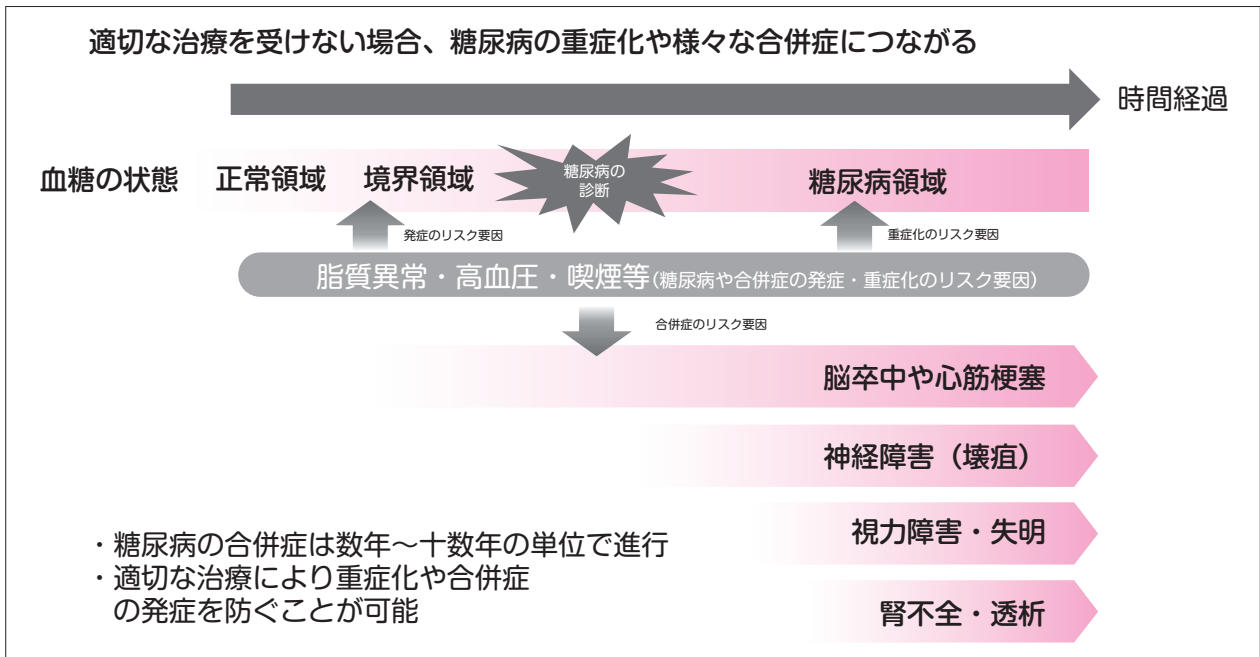 適切な治療を受けない場合、糖尿病の重症化や様々な合併症につながる
時間経過
血糖の状態
正常領域
境界領域
糖尿病の
診断
糖尿病領域
発症のリスク要因
重症化のリスク要因
脂質異常・高血圧・喫煙等(糖尿病や合併症の発症・重症化のリスク要因)
合併症のリスク要因
脳卒中や心筋梗塞
神経障害（壊疽）
視力障害・失明
腎不全・透析
・糖尿病の合併症は数年～十数年の単位で進行
・適切な治療により重症化や合併症
の発症を防ぐことが可能